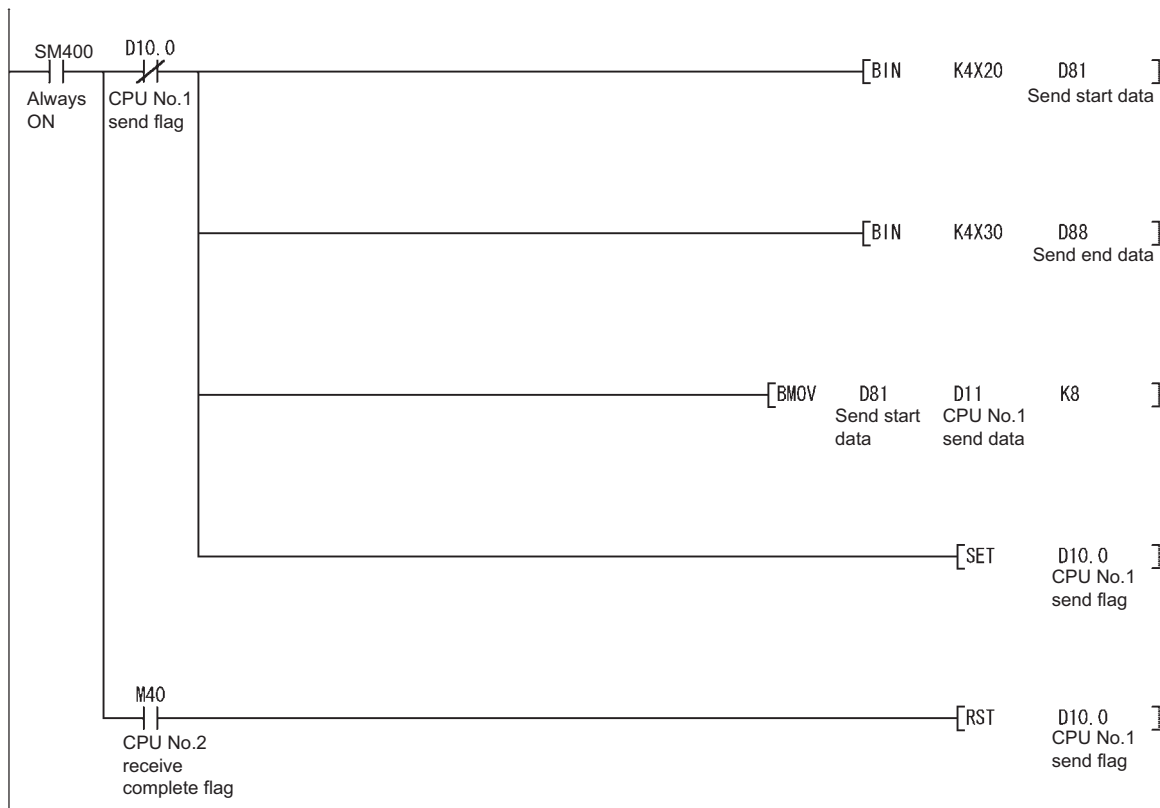 SM400 D10.0
[BIN K4X20 D81 ]
Always
ON
CPU No.1
send flag
Send start data
[BIN K4X30 D88 ]
Send end data
[BMOV D81 D11 K8 ]
Send start
data
CPU No.1
send data
[SET D10.0 ]
CPU No.1
send flag
M40
[RST D10.0 ]
CPU No.2
receive
complete flag
CPU No.1
send flag